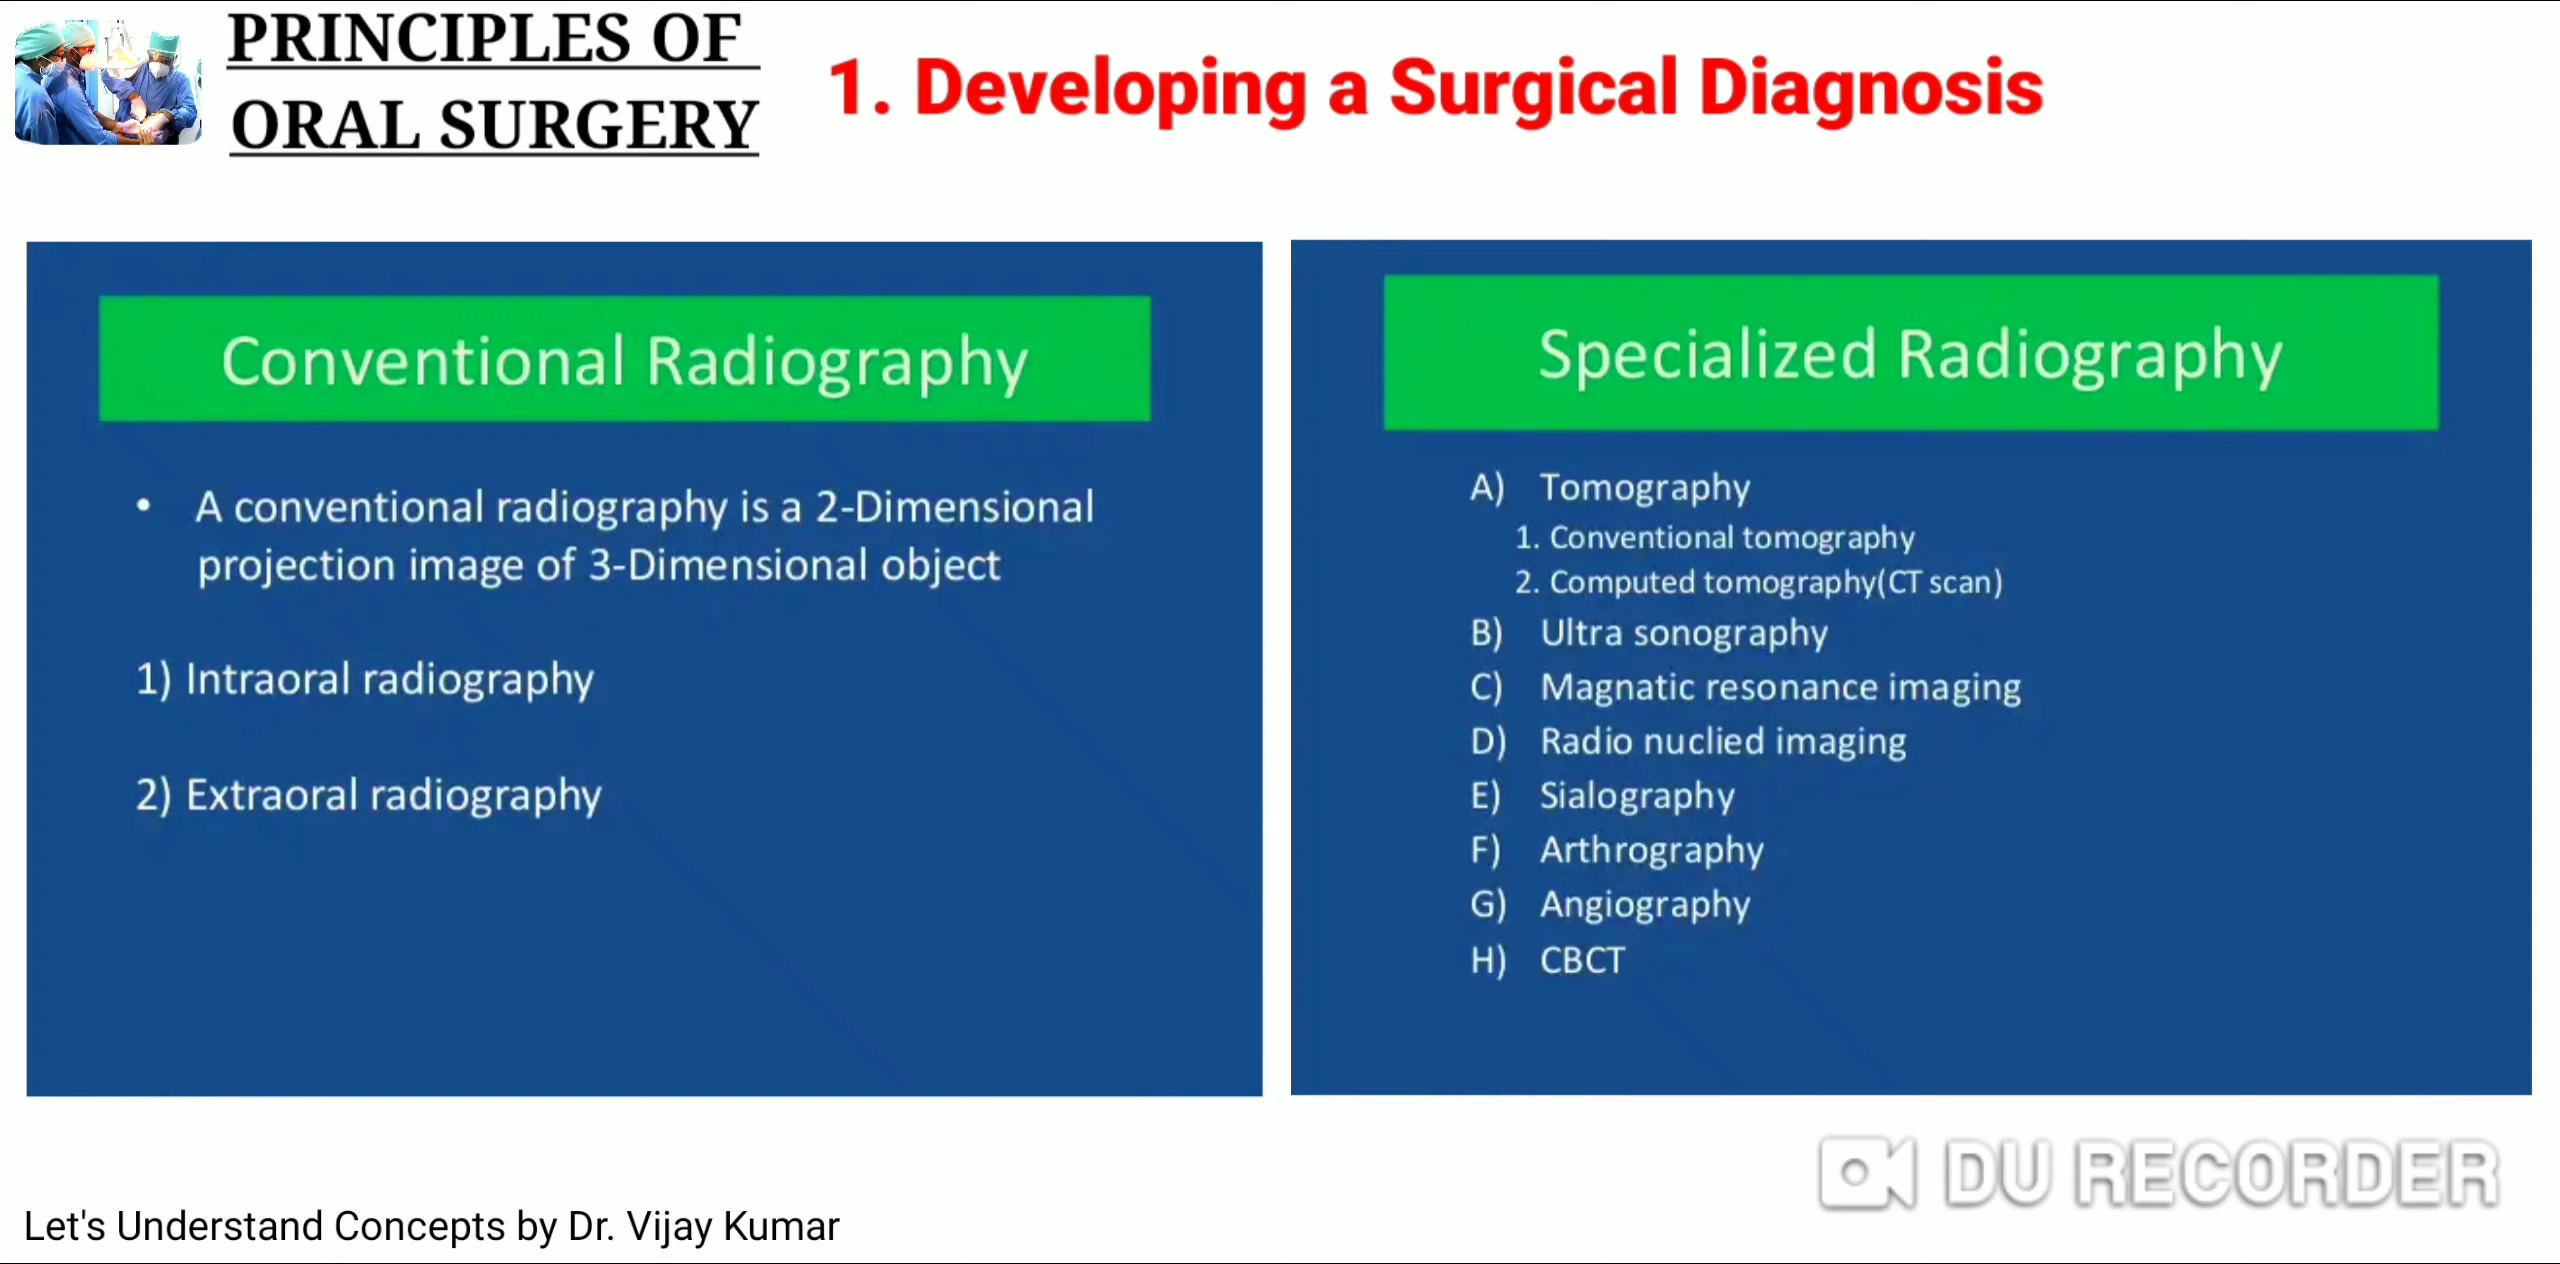 PRINCIPLES OF
ORAL SURGERY
1. Developing a Surgical Diagnosis
Conventional Radiography
• A conventional radiography is a 2-Dimensional
projection image of 3-Dimensional object
1) Intraoral radiography
2) Extraoral radiography
Specialized Radiography
A) Tomography
1. Conventional tomography
2. Computed tomography(CT scan)
B) Ultra sonography
C) Magnatic resonance imaging
D) Radio nuclied imaging
E) Sialography
F) Arthrography
G) Angiography
H) CBCT
DU RECORDER
Let's Understand Concepts by Dr. Vijay Kumar